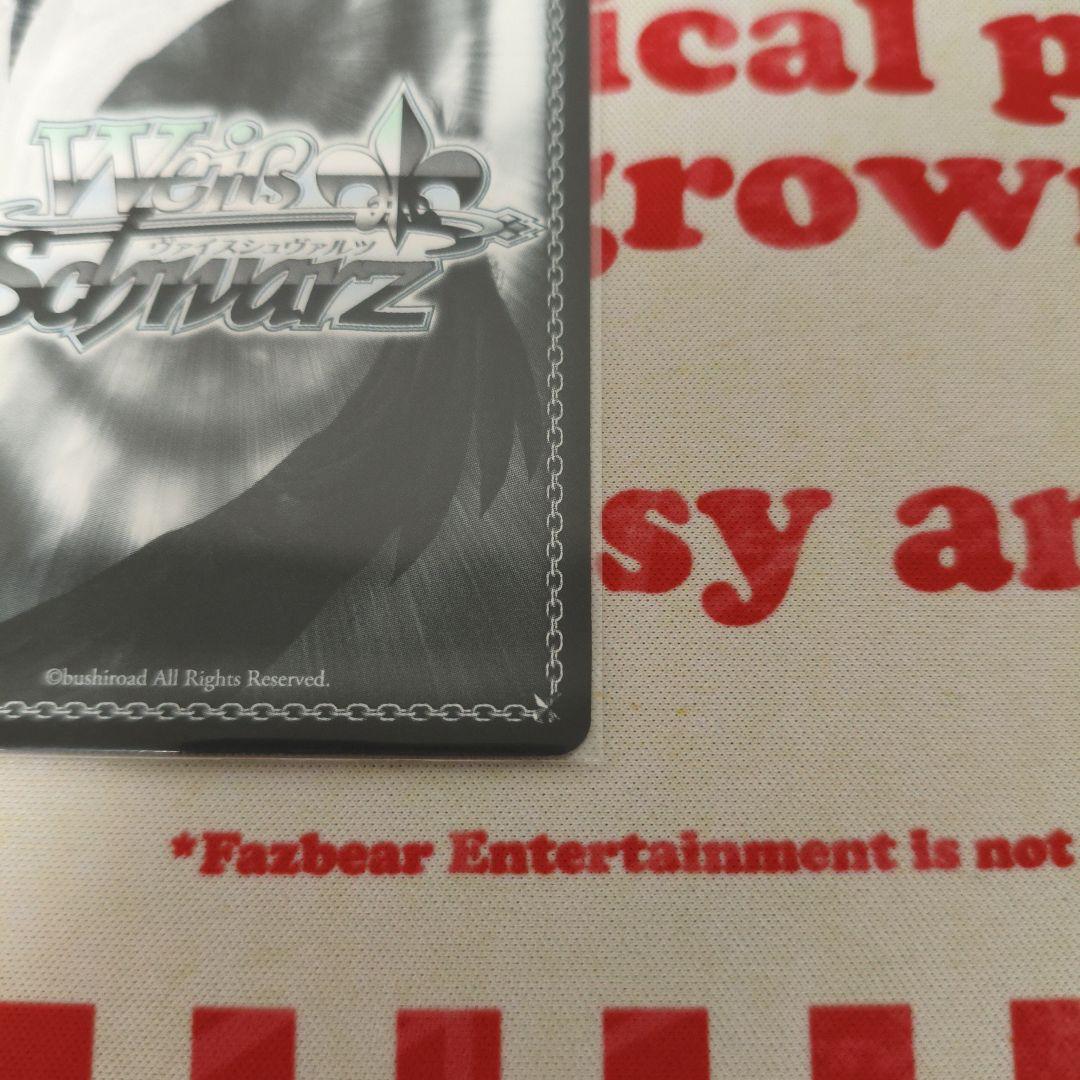 Weiß
ヴァイスシュヴァルツ
Schwarz
©bushiroad All Rights Reserved.
ical p
grow
sy an
*Fazbear Entertainment is not